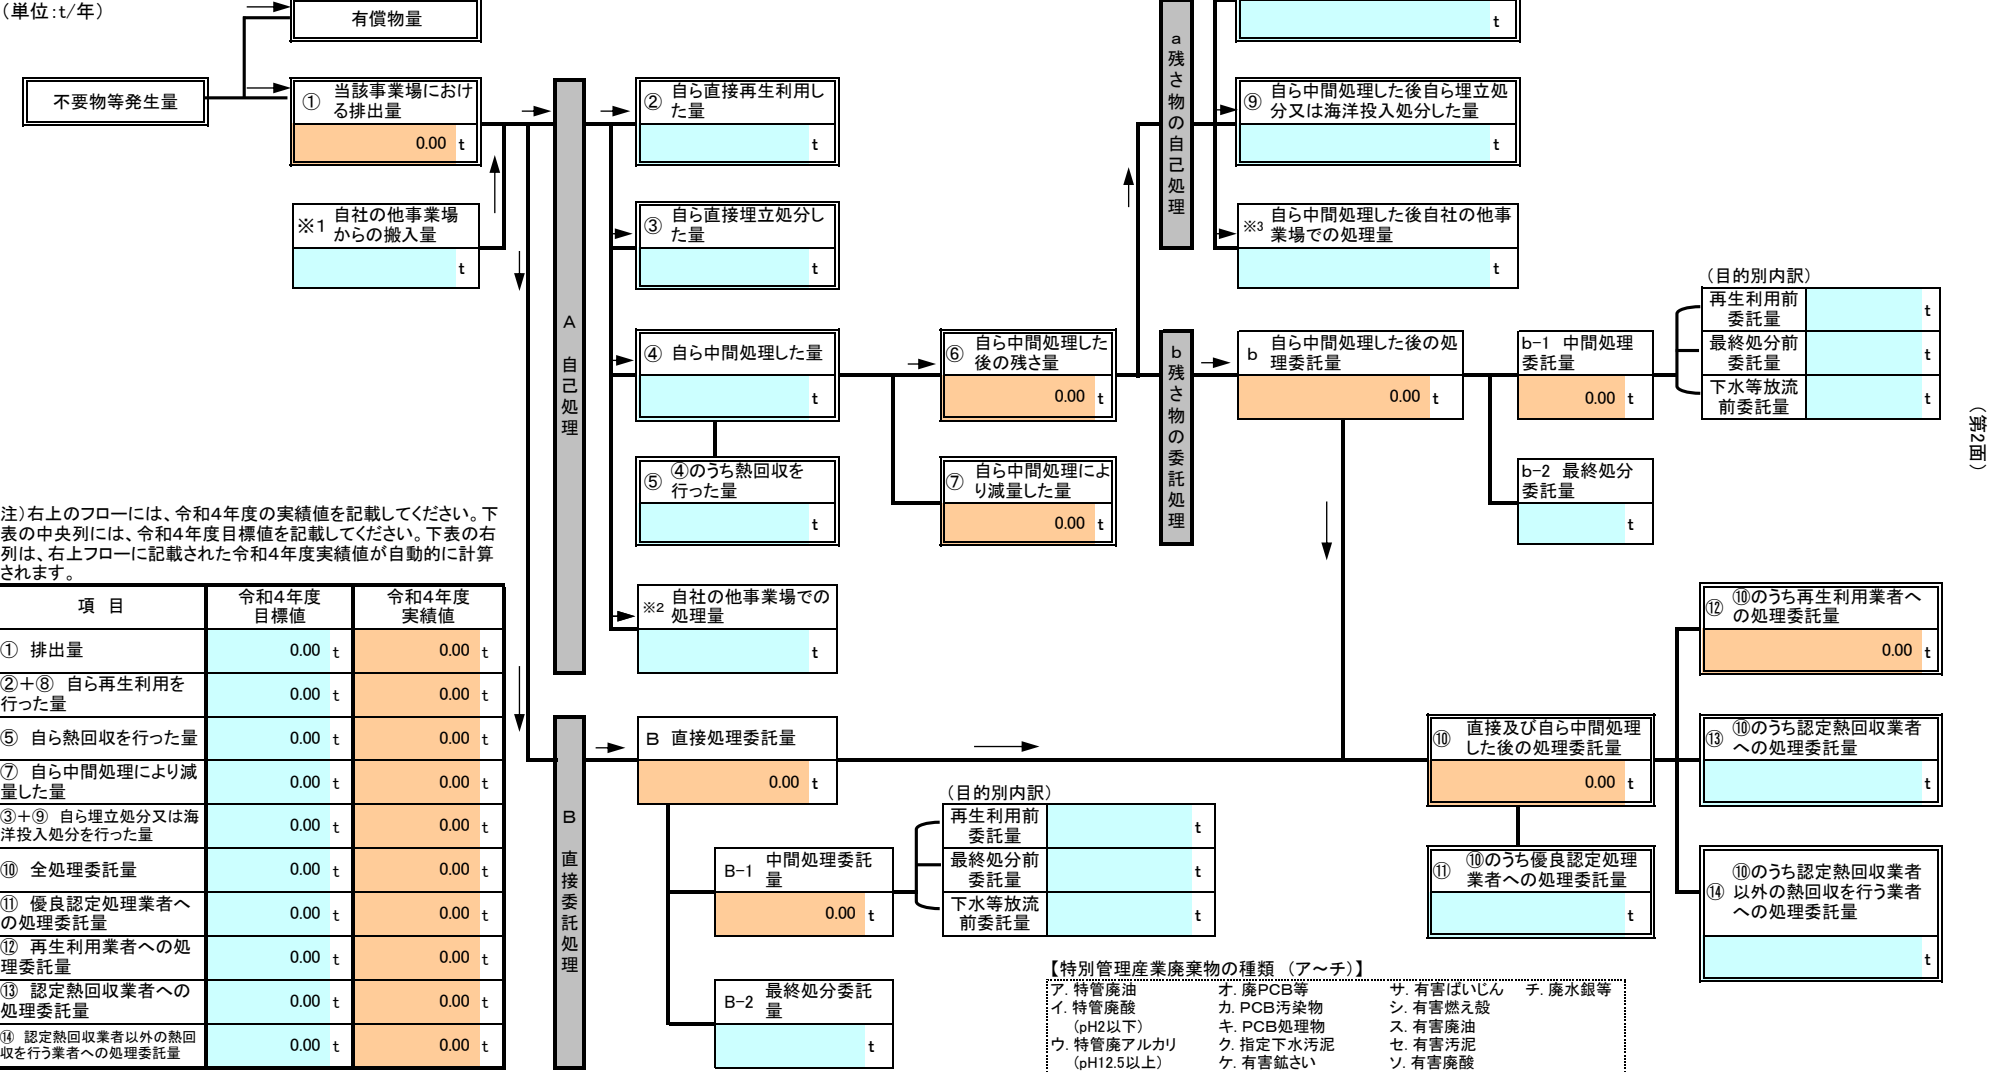 （単位:t/年）
有償物量
不要物等発生量
① 当該事業場におけ
る排出量
0.00 t
※1 自社の他事業場
からの搬入量
t
A 自己処理
② 自ら直接再生利用し
た量
t
③ 自ら直接埋立処分し
た量
t
④ 自ら中間処理した量
t
⑤ ④のうち熱回収を
行った量
t
※2 自社の他事業場での
処理量
t
⑥ 自ら中間処理した
後の残さ量
0.00 t
⑦ 自ら中間処理によ
り減量した量
0.00 t
a 残さ物の自己処理
t
⑨ 自ら中間処理した後自ら埋立処
分又は海洋投入処分した量
t
※3 自ら中間処理した後自社の他事
業場での処理量
t
b 残さ物の委託処理
b 自ら中間処理した後の処
理委託量
0.00 t
b-1 中間処理
委託量
0.00 t
b-2 最終処分
委託量
t
（目的別内訳）
再生利用前
委託量
t
最終処分前
委託量
t
下水等放流
前委託量
t
（第2面）
注）右上のフローには、令和4年度の実績値を記載してください。下
表の中央列には、令和4年度目標値を記載してください。下表の右
列は、右上フローに記載された令和4年度実績値が自動的に計算
されます。
項 目
令和4年度
目標値
令和4年度
実績値
① 排出量 0.00 t 0.00 t
②＋⑧ 自ら再生利用を
行った量 0.00 t 0.00 t
⑤ 自ら熱回収を行った量 0.00 t 0.00 t
⑦ 自ら中間処理により減
量した量 0.00 t 0.00 t
③＋⑨ 自ら埋立処分又は海
洋投入処分を行った量 0.00 t 0.00 t
⑩ 全処理委託量 0.00 t 0.00 t
⑪ 優良認定処理業者へ
の処理委託量 0.00 t 0.00 t
⑫ 再生利用業者への処
理委託量 0.00 t 0.00 t
⑬ 認定熱回収業者への
処理委託量 0.00 t 0.00 t
⑭ 認定熱回収業者以外の熱回
収を行う業者への処理委託量 0.00 t 0.00 t
B 直接委託処理
B 直接処理委託量
0.00 t
B-1 中間処理委託
量
0.00 t
B-2 最終処分委託
量
t
（目的別内訳）
再生利用前
委託量
t
最終処分前
委託量
t
下水等放流
前委託量
t
⑩ 直接及び自ら中間処理
した後の処理委託量
0.00 t
⑪ ⑩のうち優良認定処理
業者への処理委託量
t
⑫ ⑩のうち再生利用業者へ
の処理委託量
0.00 t
⑬ ⑩のうち認定熱回収業者
への処理委託量
t
⑭ ⑩のうち認定熱回収業者
以外の熱回収を行う業者
への処理委託量
t
【特別管理産業廃棄物の種類 （ア～チ）】
ア. 特管廃油 オ. 廃PCB等 サ. 有害ばいじん チ. 廃水銀等
イ. 特管廃酸 カ. PCB汚染物 シ. 有害燃え殻
（pH2以下） キ. PCB処理物 ス. 有害廃油
ウ. 特管廃アルカリ ク. 指定下水汚泥 セ. 有害汚泥
（pH12.5以上） ケ. 有害鉱さい ソ. 有害廃酸